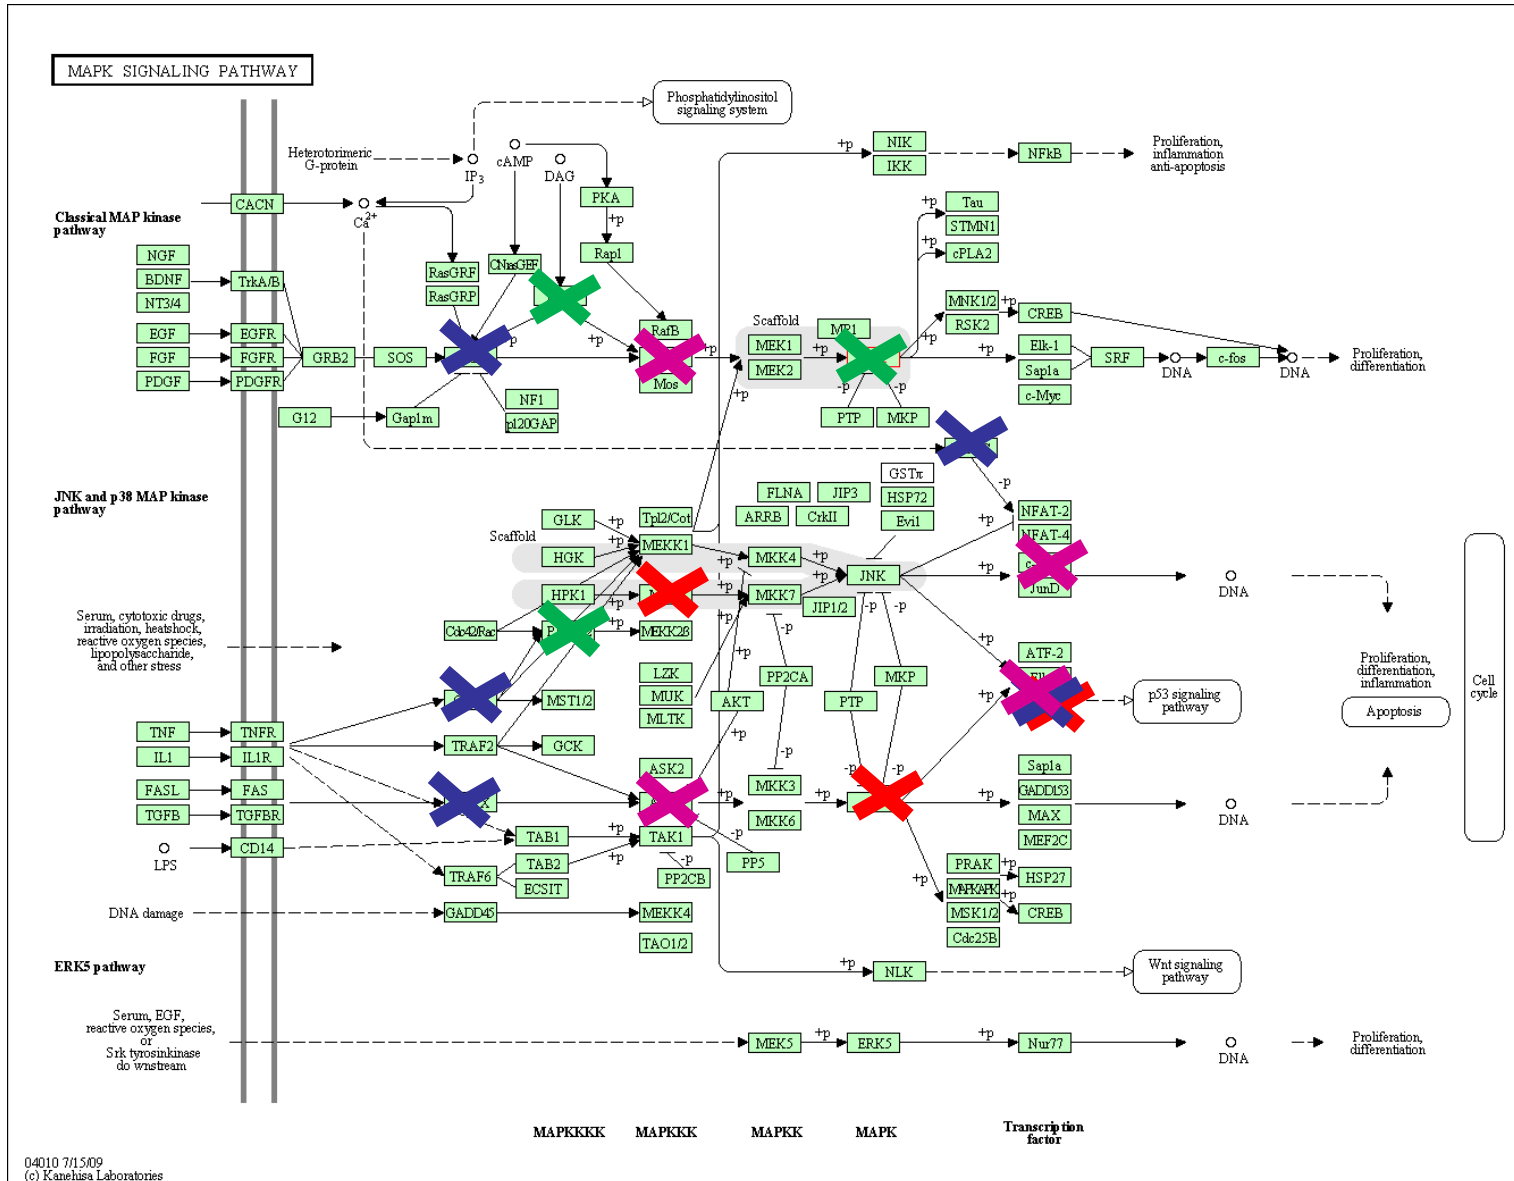 MAPK SIGNALING PATHWAY
Phosphatidylinositol
signaling system
Heterotorimeric
G-protein
IP3
cAMP
DAG
NIK
IKK
NFkB
Proliferation,
inflammation
anti-apoptosis
CACN
Ca2+
PKA
+p
+p
Classical MAP kinase
pathway
Rap1
Tau
STMN1
cPLA2
+p
+p
NGF
BDNF
NT3/4
TrkA/B
RasGRF
RasGRP
CNrasGEF
EGF
FGF
PDGF
EGFR
FGFR
PDGFR
GRB2
SOS
+p
RafB
Mos
+p
Scaffold
MEK1
MEK2
+p
MP1
-p
-p
PTP
MKP
+p
+p
+p
MNK1/2
RSK2
+p
CREB
Elk-1
Sap1a
c-Myc
SRF
DNA
c-fos
DNA
Proliferation,
differentiation
G12
Gap1m
NF1
p120GAP
+p
JNK and p38 MAP kinase
pathway
-p
GSTπ
HSP72
Evi1
FLNA
JIP3
ARRB
CrkII
NFAT-2
NFAT-4
JunD
Scaffold
GLK
HGK
HPK1
+p
+p
+p
+p
Tpl2/Cot
MEKK1
+p
+p
+p
MKK4
MKK7
+p
+p
JIP1/2
JNK
+p
+p
+p
DNA
Serum, cytotoxic drugs,
irradiation, heatshock,
reactive oxygen species,
lipopolysaccharide,
and other stress
Cdc42/Rac
MEKK2/3
LZK
MUK
MLTK
MST1/2
AKT
+p
+p
-p
PP2CA
-p
-p
-p
MKP
PTP
ATF-2
+p
p53 signaling
pathway
Proliferation,
differentiation,
inflammation
Apoptosis
Cell
cycle
TNF
IL1
TNFR
IL1R
TRAF2
GCK
ASK2
FASL
TGFB
FAS
TGFBR
LPS
CD14
TAB1
TAB2
ECSIT
TRAF6
+p
+p
TAK1
+p
-p
-p
PP2CB
PP5
MKK3
MKK6
+p
-p
-p
+p
Sap1a
GADD153
MAX
MEF2C
DNA
+p
PRAK
MAPKAPK
MSK1/2
Cdc25B
+p
+p
HSP27
CREB
DNA damage
GADD45
MEKK4
TAO1/2
ERK5 pathway
+p
NLK
Wnt signaling
pathway
Serum, EGF,
reactive oxygen species,
or
Srk tyrosinkinase
do wnstream
MEK5
+p
ERK5
+p
Nur77
DNA
Proliferation,
differentiation
MAPKKKK
MAPKKK
MAPKK
MAPK
Transcription
factor
04010 7/15/09
(c) Kanehisa Laboratories